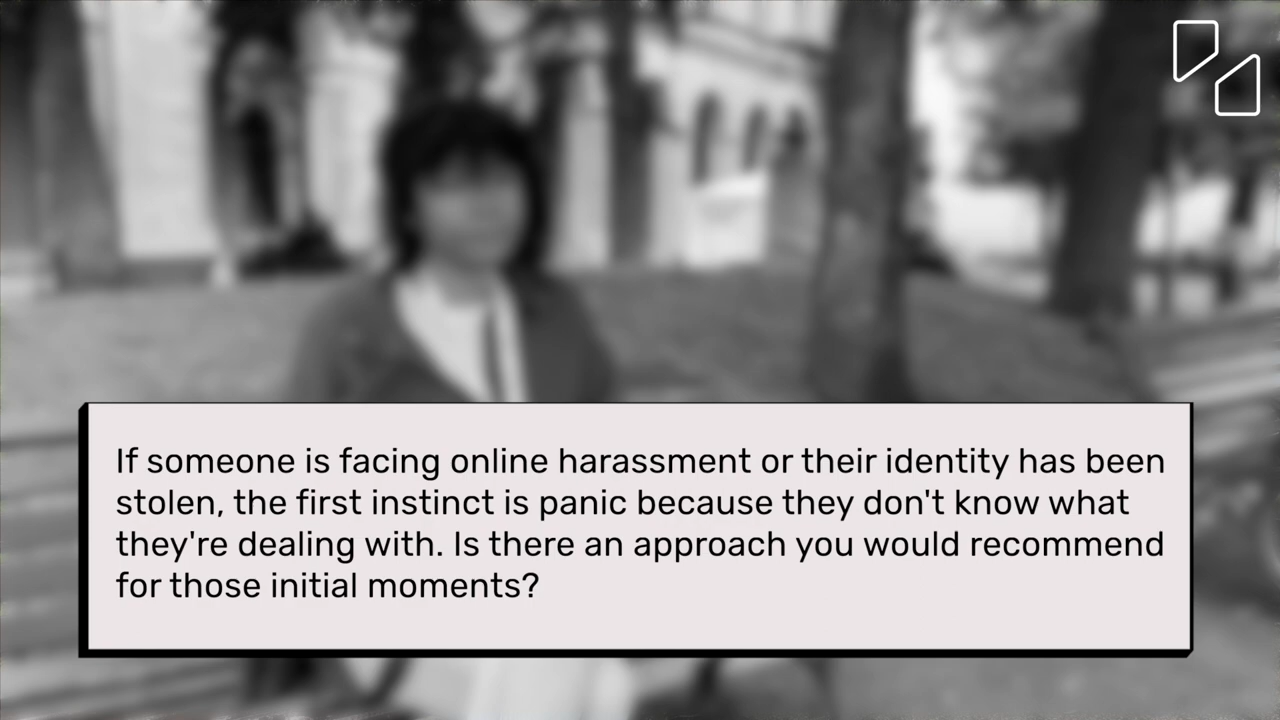 If someone is facing online harassment or their identity has been
stolen, the first instinct is panic because they don't know what
they're dealing with. Is there an approach you would recommend
for those initial moments?